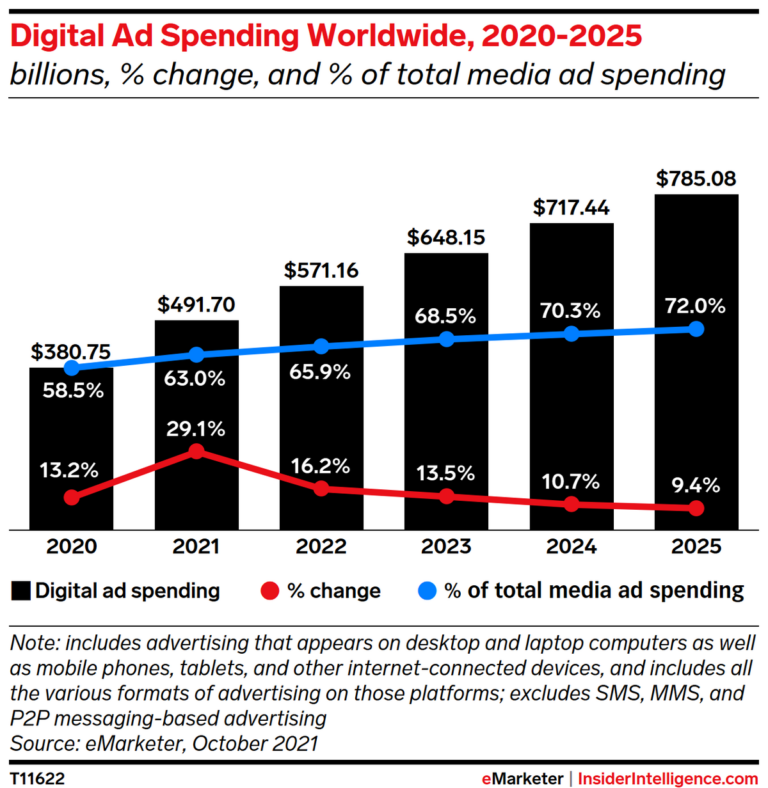 Digital Ad Spending Worldwide, 2020-2025
billions, % change, and % of total media ad spending
$785.08
$717.44
$648.15
$571.16
$491.70
$380.75
58.5%
63.0%
65.9%
68.5%
70.3%
72.0%
13.2%
29.1%
16.2%
13.5%
10.7%
9.4%
2020 2021 2022 2023 2024 2025
Digital ad spending % change % of total media ad spending
Note: includes advertising that appears on desktop and laptop computers as well
as mobile phones, tablets, and other internet-connected devices, and includes all
the various formats of advertising on those platforms; excludes SMS, MMS, and
P2P messaging-based advertising
Source: eMarketer, October 2021
T11622 eMarketer | InsiderIntelligence.com